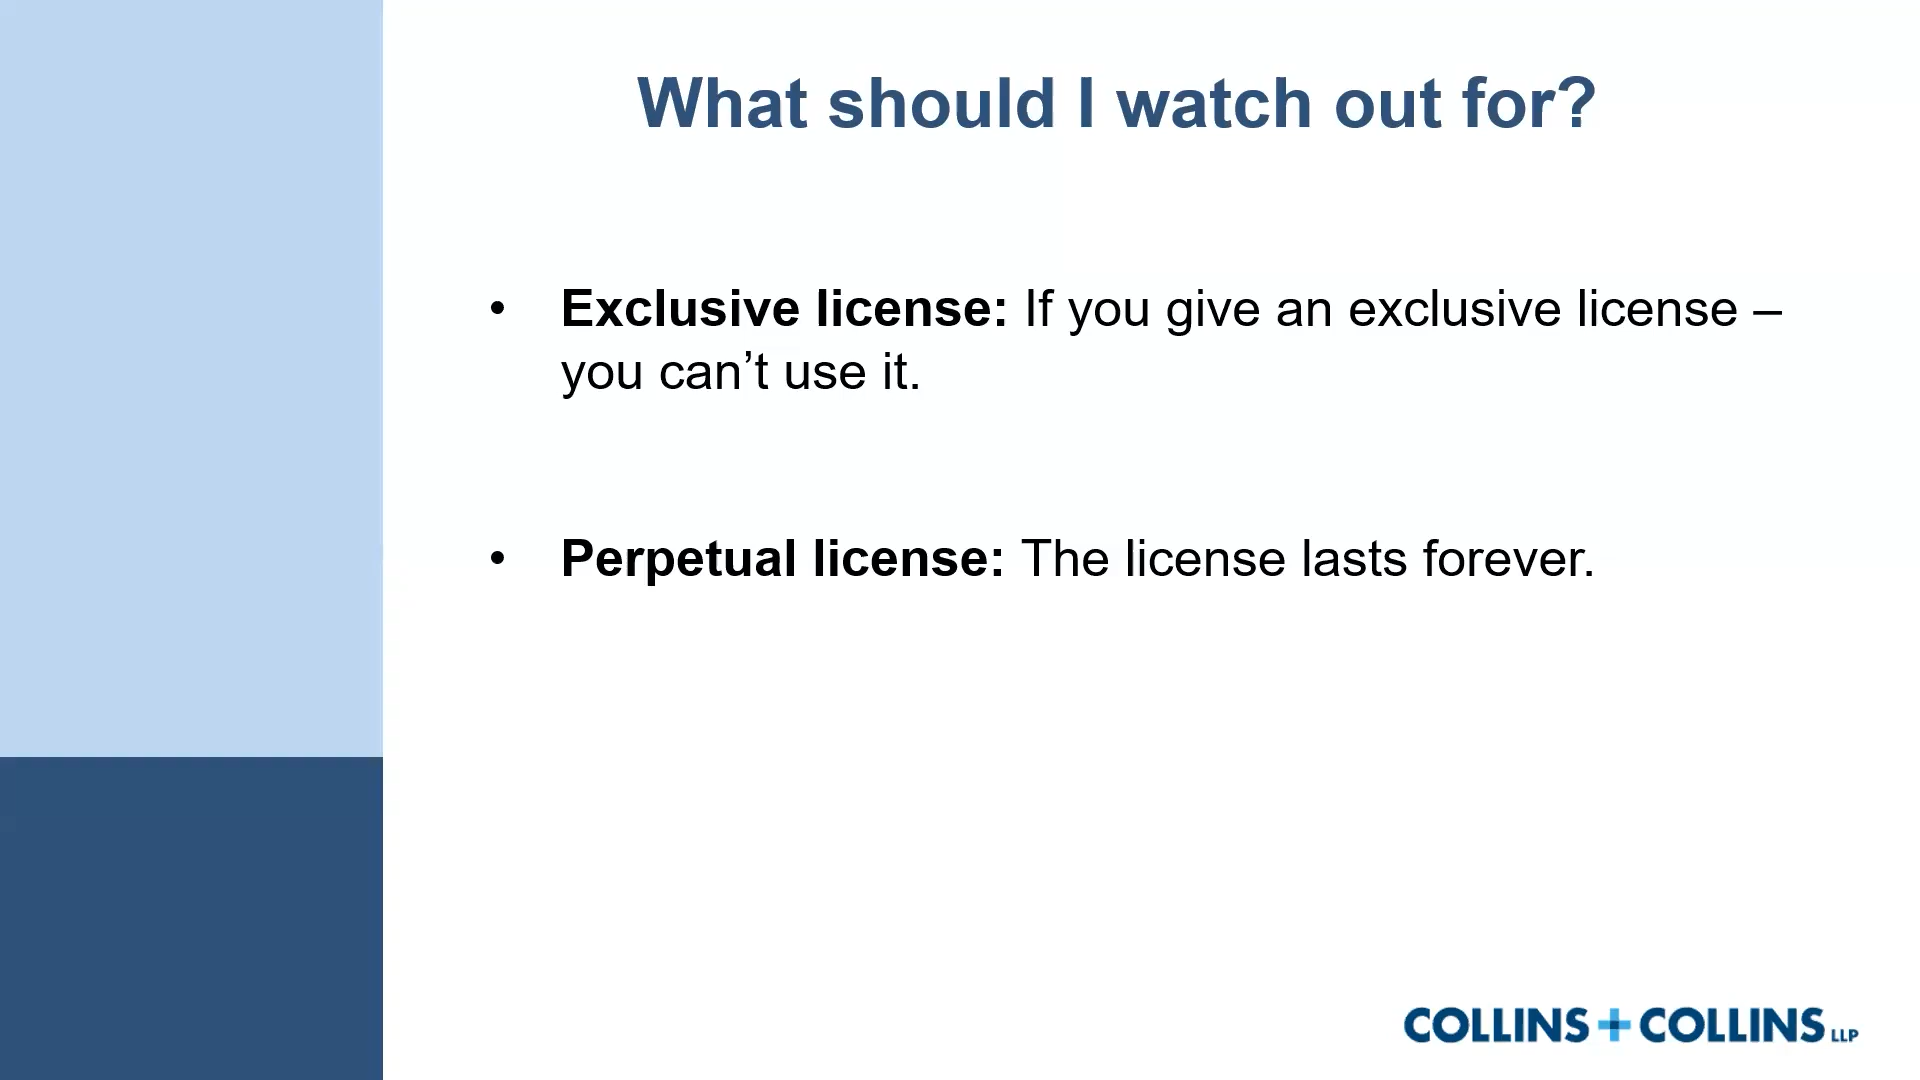 What should I watch out for?
• Exclusive license: If you give an exclusive license –
you can’t use it.
• Perpetual license: The license lasts forever.
COLLINS + COLLINS LLP